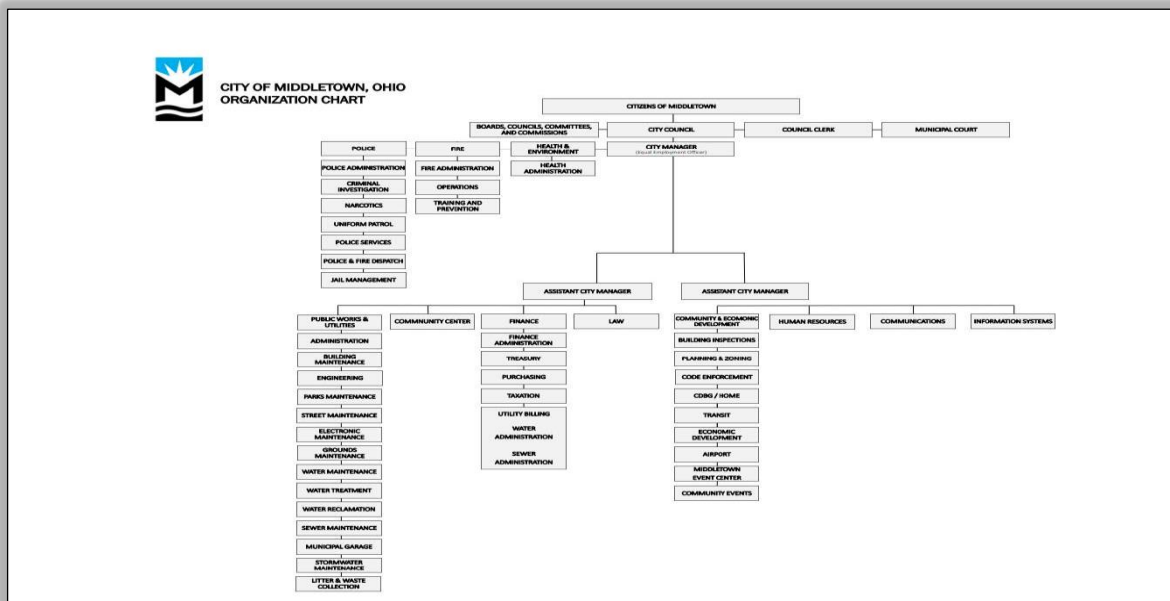 CITY OF MIDDLETOWN, OHIO
ORGANIZATION CHART
CITIZENS OF MIDDLETOWN
BOARDS, COUNCILS, COMMITTEES,
AND COMMISSIONS
CITY COUNCIL
COUNCIL CLERK
MUNICIPAL COURT
POLICE
FIRE
HEALTH &
ENVIRONMENT
CITY MANAGER
(Equal Employment Officer)
POLICE ADMINISTRATION
CRIMINAL
INVESTIGATION
NARCOTICS
UNIFORM PATROL
POLICE SERVICES
POLICE & FIRE DISPATCH
JAIL MANAGEMENT
FIRE ADMINISTRATION
OPERATIONS
TRAINING AND
PREVENTION
HEALTH
ADMINISTRATION
ASSISTANT CITY MANAGER
ASSISTANT CITY MANAGER
PUBLIC WORKS &
UTILITIES
ADMINISTRATION
BUILDING
MAINTENANCE
ENGINEERING
PARKS MAINTENANCE
STREET MAINTENANCE
ELECTRONIC
MAINTENANCE
GROUNDS
MAINTENANCE
WATER MAINTENANCE
WATER TREATMENT
WATER RECLAMATION
SEWER MAINTENANCE
MUNICIPAL GARAGE
STORMWATER
MAINTENANCE
LITTER & WASTE
COLLECTION
COMMNUNITY CENTER
FINANCE
FINANCE
ADMINISTRATION
TREASURY
PURCHASING
TAXATION
UTILITY BILLING
WATER
ADMINISTRATION
SEWER
ADMINISTRATION
LAW
COMMUNITY & ECOMONIC
DEVELOPMENT
BUILDING INSPECTIONS
PLANNING & ZONING
CODE ENFORCEMENT
CDBG / HOME
TRANSIT
ECONOMIC
DEVELOPMENT
AIRPORT
MIDDLETOWN
EVENT CENTER
COMMUNITY EVENTS
HUMAN RESOURCES
COMMUNICATIONS
INFORMATION SYSTEMS